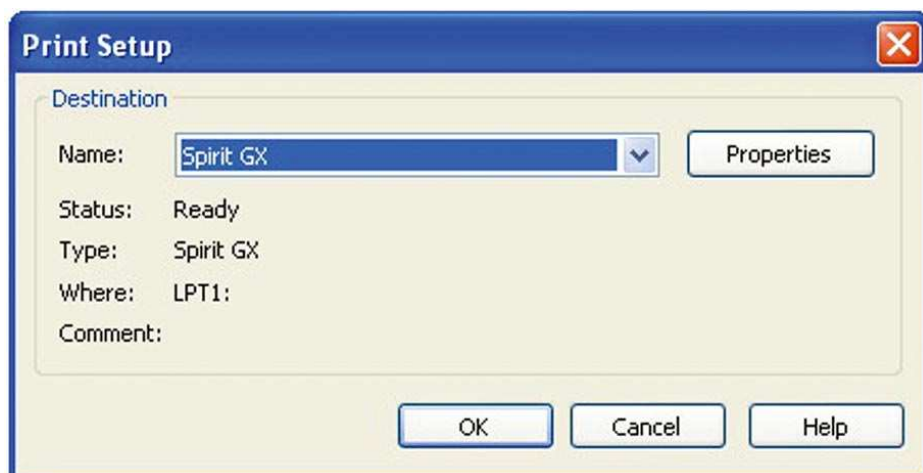 Print Setup
Destination
Name: Spirit GX Properties
Status: Ready
Type: Spirit GX
Where: LPT1:
Comment:
OK Cancel Help